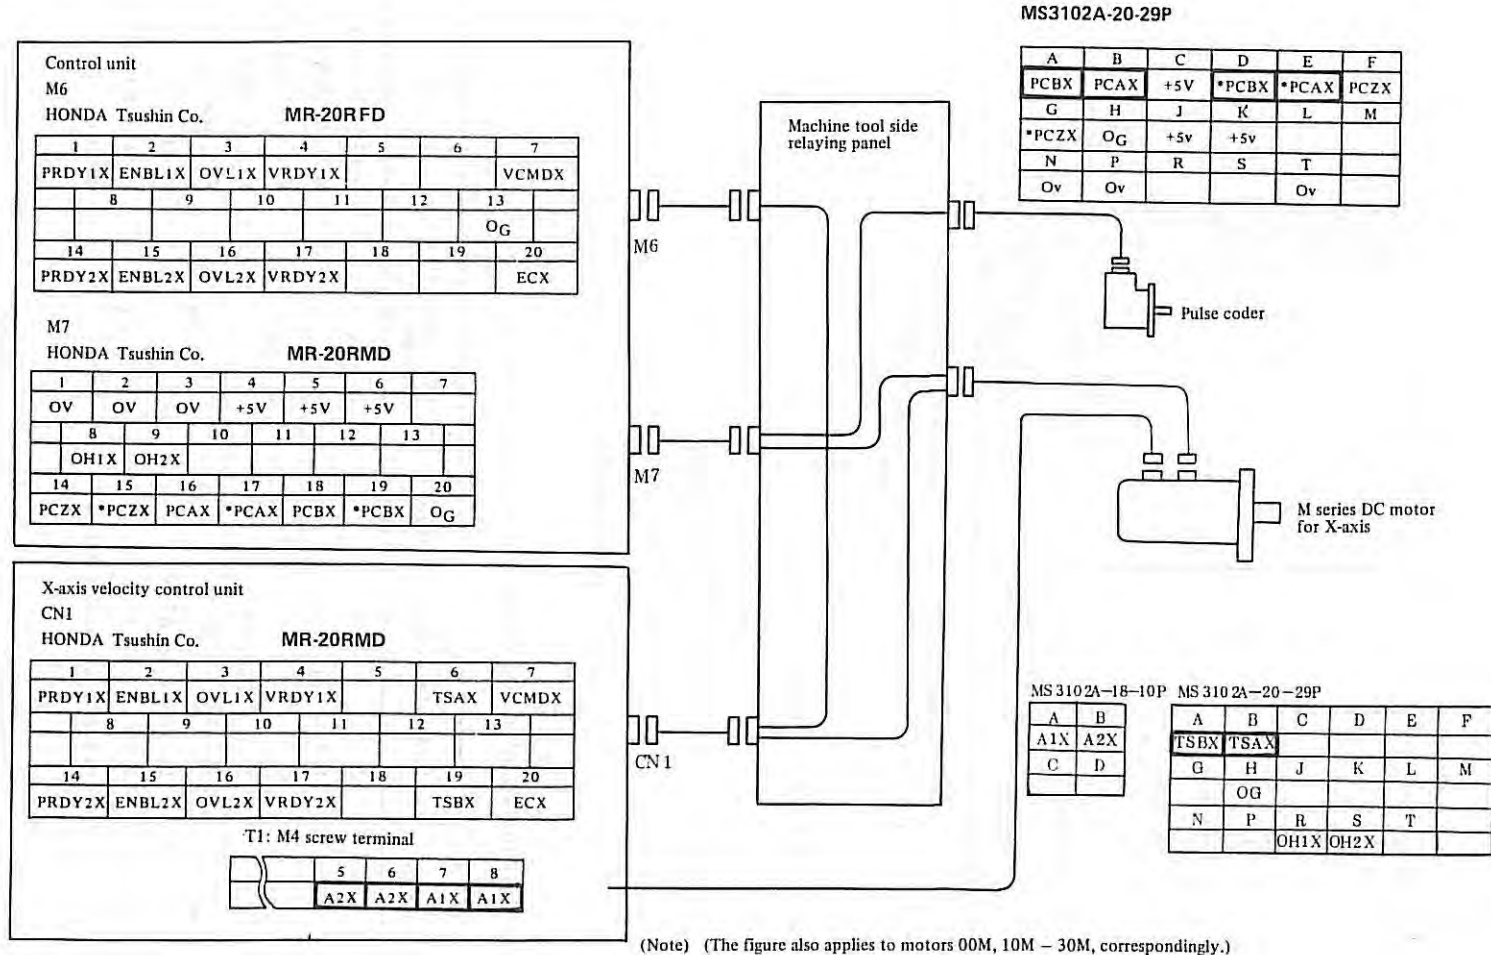 MS3102A-20-29P
A B C D E F
PCBX PCAX +5V *PCBX *PCAX PCZX
G H J K L M
*PCZX OG +5v +5v
N P R S T
Ov Ov Ov
Control unit
M6
HONDA Tsushin Co. MR-20RFD
1 2 3 4 5 6 7
PRDY1X ENBL1X OVL1X VRDY1X VCMDX
8 9 10 11 12 13
OG
14 15 16 17 18 19 20
PRDY2X ENBL2X OVL2X VRDY2X ECX
M7
HONDA Tsushin Co. MR-20RMD
1 2 3 4 5 6 7
OV OV OV +5V +5V +5V
8 9 10 11 12 13
OH1X OH2X
14 15 16 17 18 19 20
PCZX *PCZX PCAX *PCAX PCBX *PCBX OG
X-axis velocity control unit
CN1
HONDA Tsushin Co. MR-20RMD
1 2 3 4 5 6 7
PRDY1X ENBL1X OVL1X VRDY1X TSAX VCMDX
8 9 10 11 12 13
14 15 16 17 18 19 20
PRDY2X ENBL2X OVL2X VRDY2X TSBX ECX
T1: M4 screw terminal
5 6 7 8
A2X A2X A1X A1X
M6
M7
CN1
Machine tool side
relaying panel
Pulse coder
M series DC motor
for X-axis
MS3102A-18-10P MS3102A-20-29P
A B
A1X A2X
C D
A B C D E F
TSBX TSAX
G H J K L M
OG
N P R S T
OH1X OH2X
(Note) (The figure also applies to motors 00M, 10M – 30M, correspondingly.)